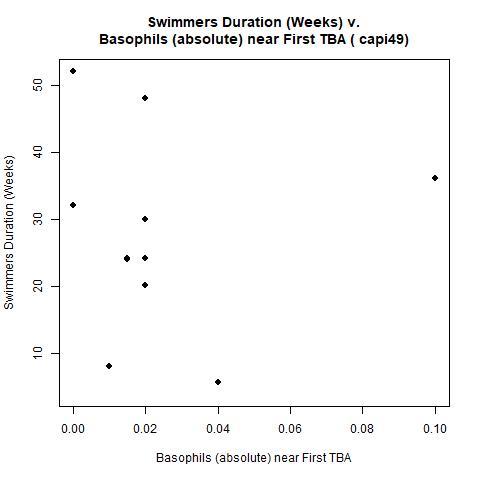 Swimmers Duration (Weeks) v.
Basophils (absolute) near First TBA ( capi49)
Swimmers Duration (Weeks)
50
40
30
20
10
0.00 0.02 0.04 0.06 0.08 0.10
Basophils (absolute) near First TBA